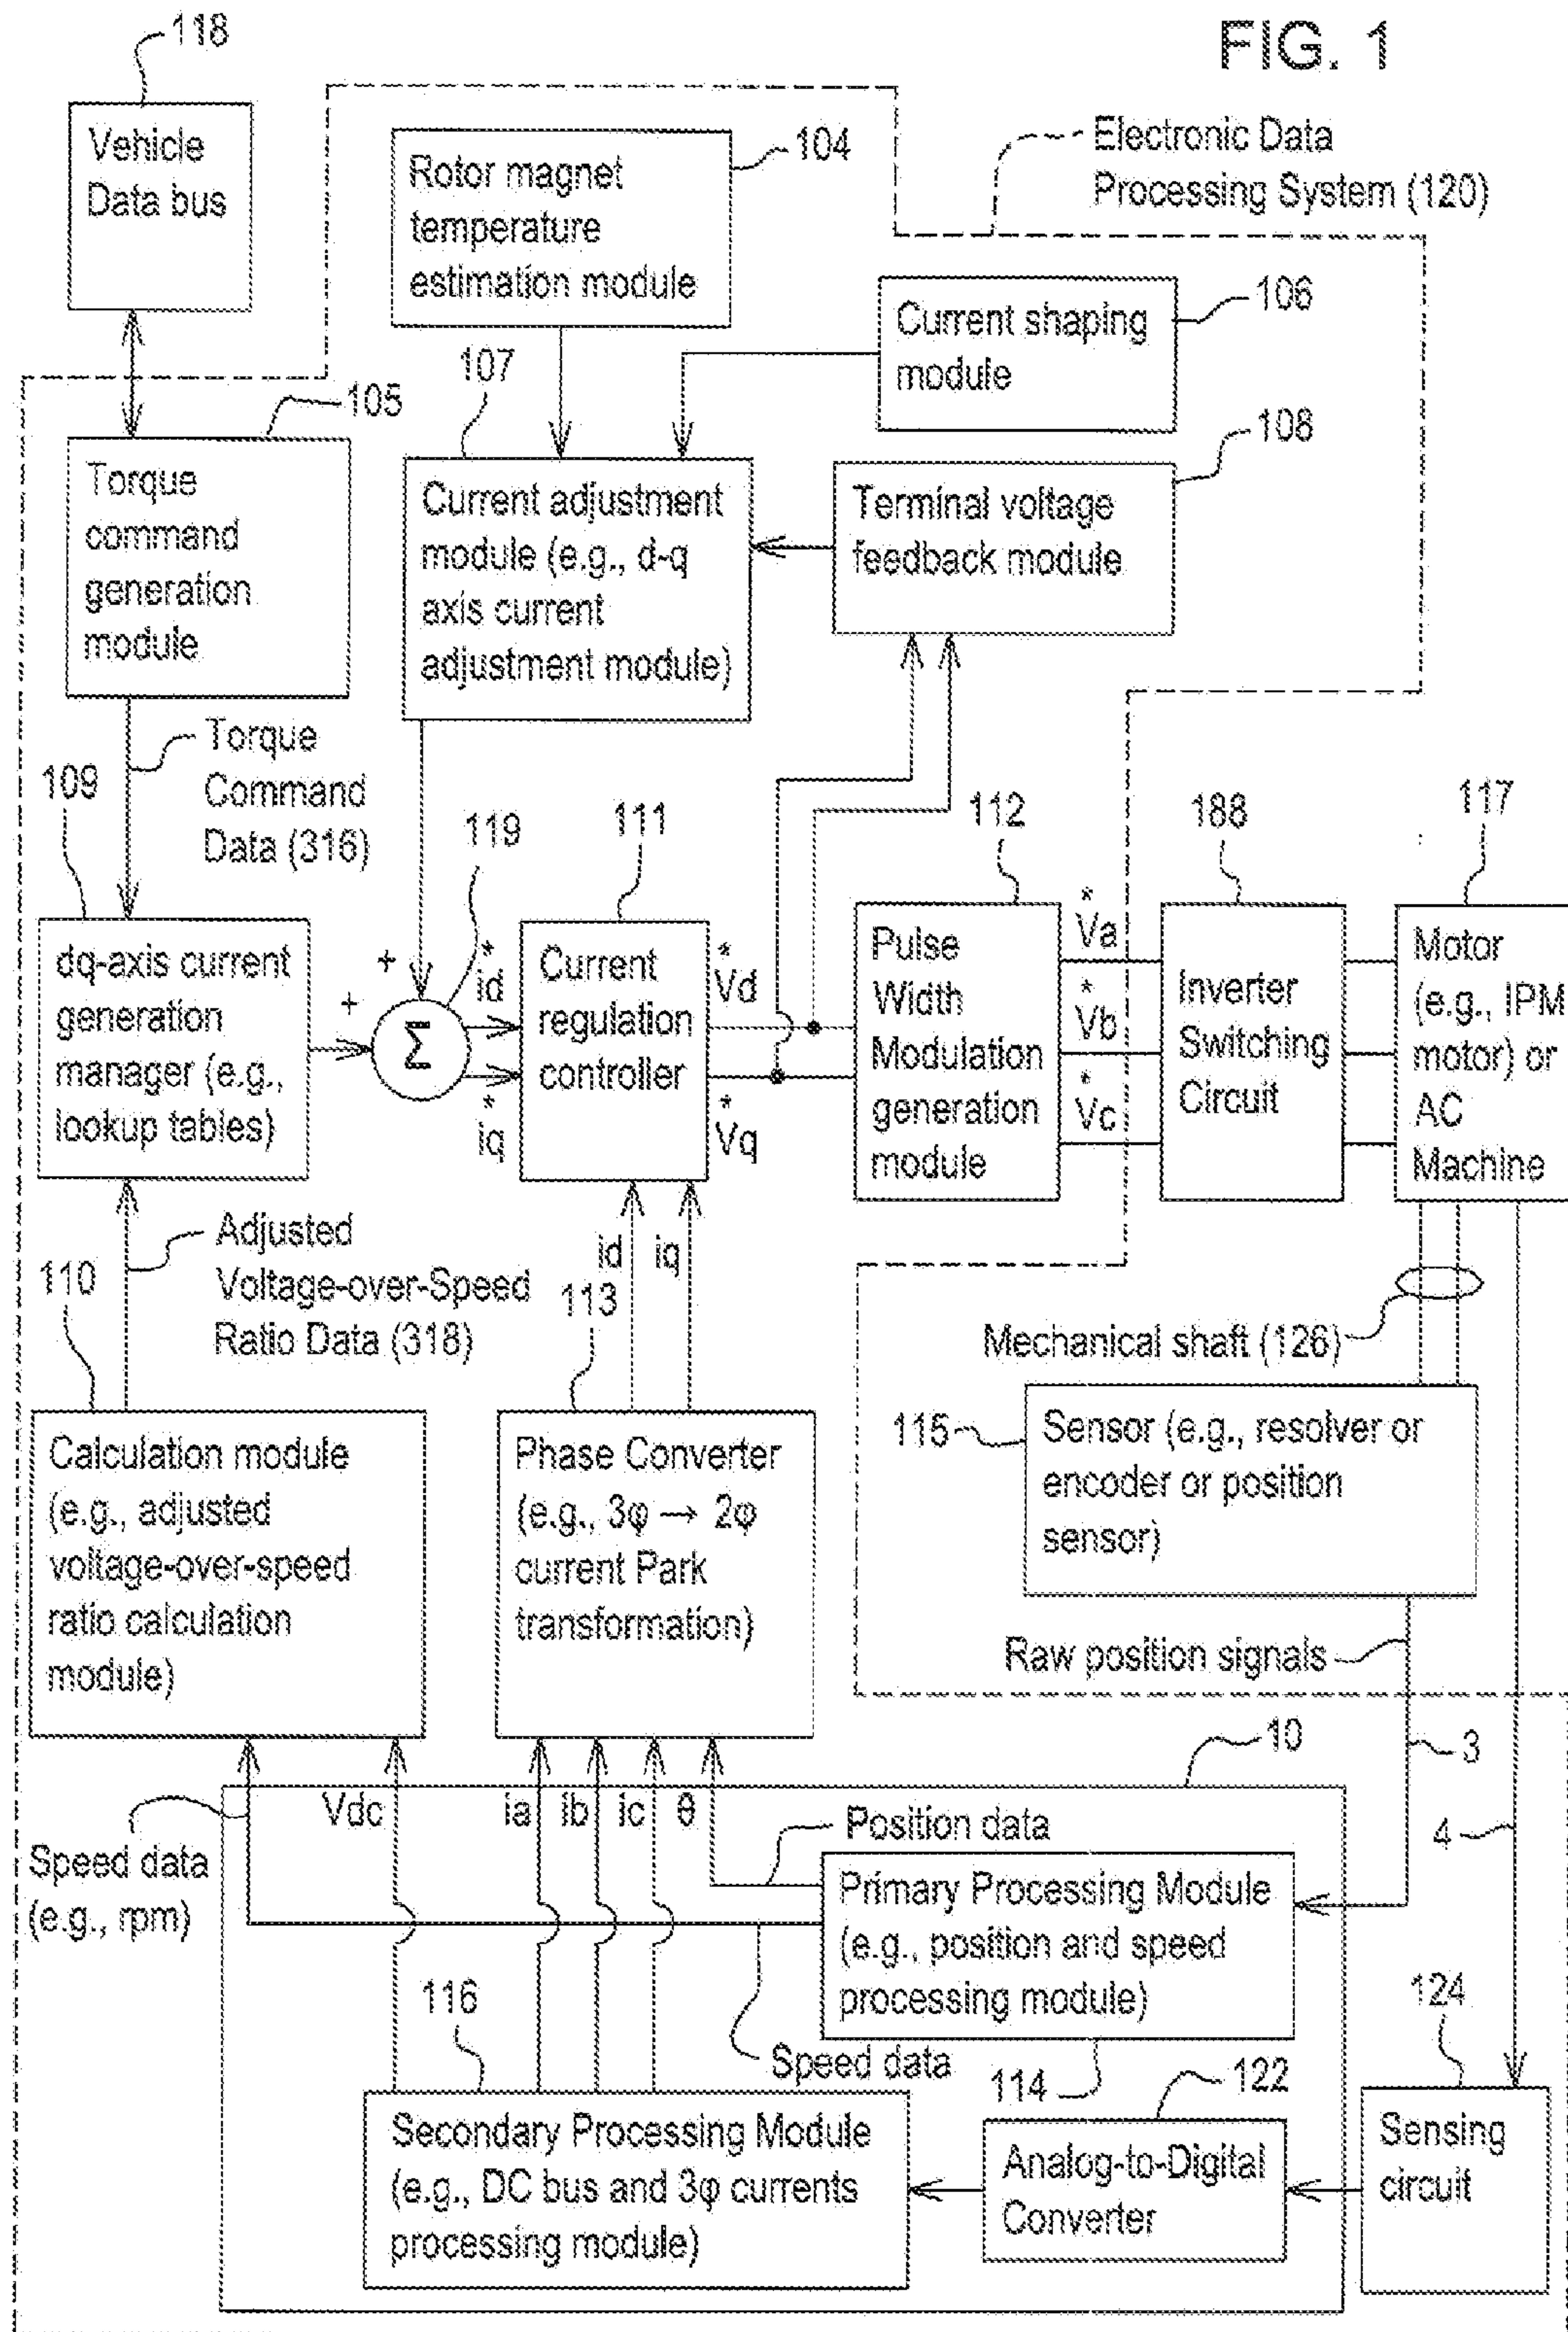 FIG. 1
118
Vehicle
Data bus
Electronic Data
Processing System (120)
Rotor magnet
temperature
estimation module
104
Current shaping
module
106
107
105
Torque
command
generation
module
Current adjustment
module (e.g., d-q
axis current
adjustment module)
Terminal voltage
feedback module
108
Torque
Command
Data (316)
109
dq-axis current
generation
manager (e.g.,
lookup tables)
+
+
Σ
119
*
id
*
iq
111
Current
regulation
controller
*
Vd
*
Vq
112
Pulse
Width
Modulation
generation
module
*
Va
*
Vb
*
Vc
188
Inverter
Switching
Circuit
117
Motor
(e.g., IPM
motor) or
AC
Machine
Adjusted
Voltage-over-Speed
Ratio Data (318)
110
id
iq
113
Mechanical shaft (126)
Calculation module
(e.g., adjusted
voltage-over-speed
ratio calculation
module)
Phase Converter
(e.g., 3φ → 2φ
current Park
transformation)
115
Sensor (e.g., resolver or
encoder or position
sensor)
Raw position signals
3
4
10
Speed data
(e.g., rpm)
Vdc
ia
ib
ic
θ
Position data
Primary Processing Module
(e.g., position and speed
processing module)
Speed data
114
116
Secondary Processing Module
(e.g., DC bus and 3φ currents
processing module)
122
Analog-to-Digital
Converter
124
Sensing
circuit